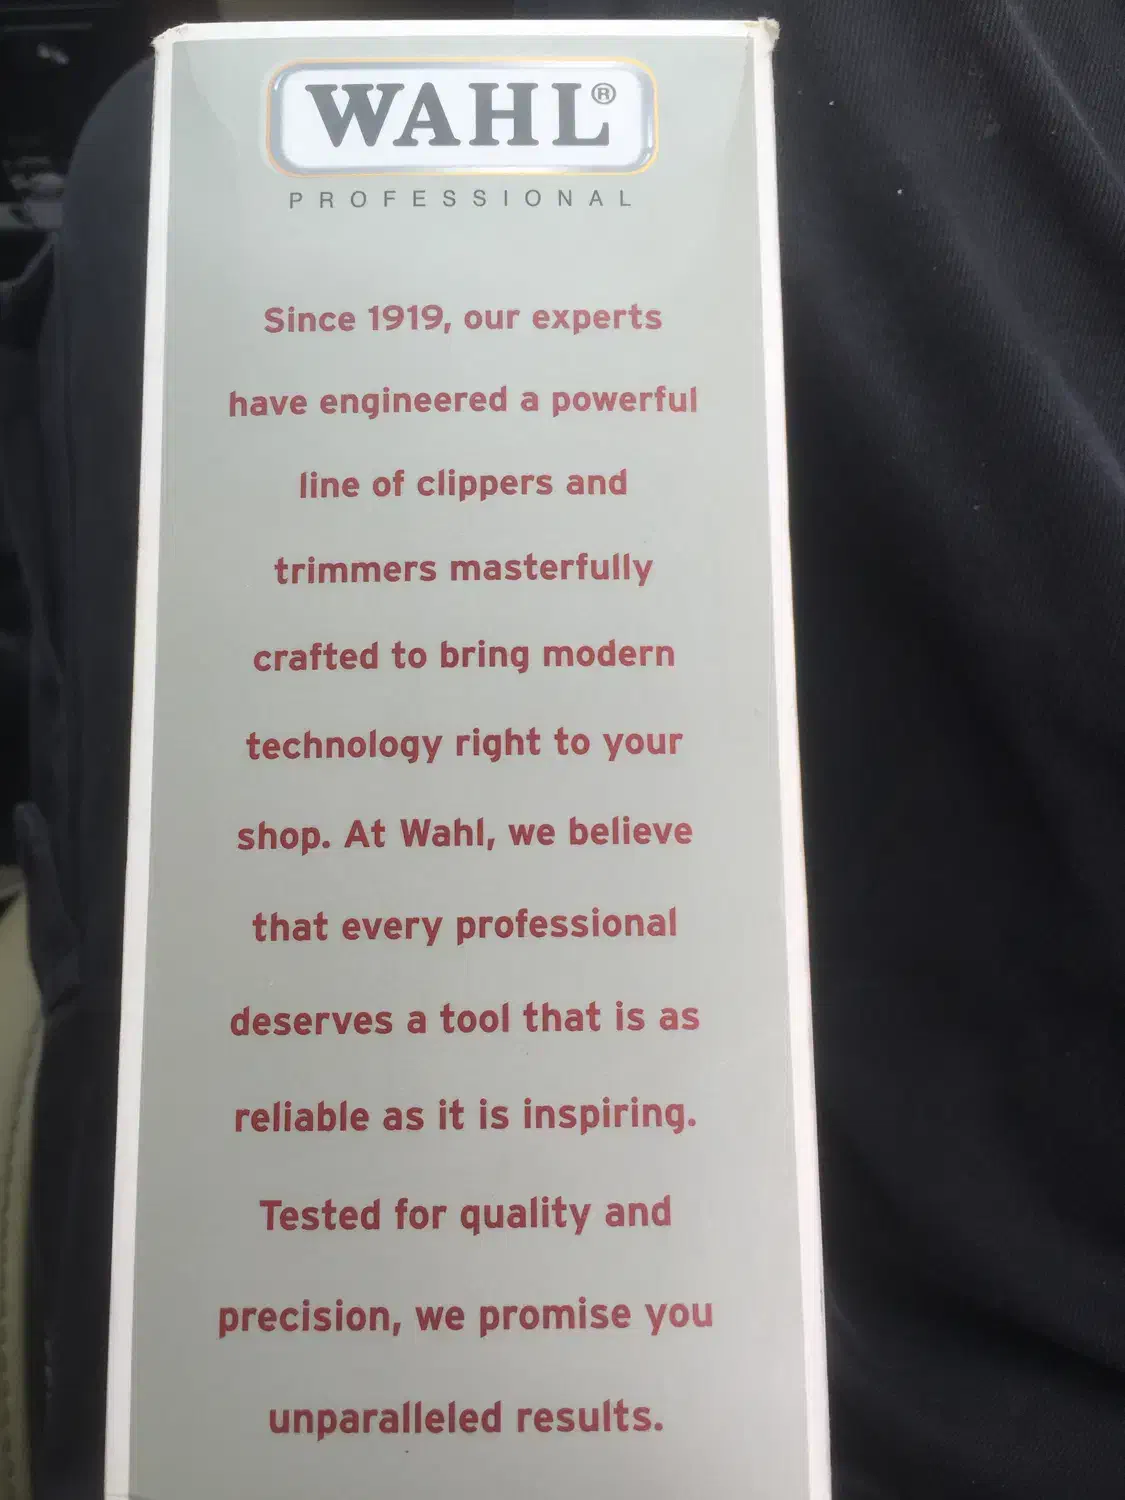 WAHL®
PROFESSIONAL
Since 1919, our experts
have engineered a powerful
line of clippers and
trimmers masterfully
crafted to bring modern
technology right to your
shop. At Wahl, we believe
that every professional
deserves a tool that is as
reliable as it is inspiring.
Tested for quality and
precision, we promise you
unparalleled results.